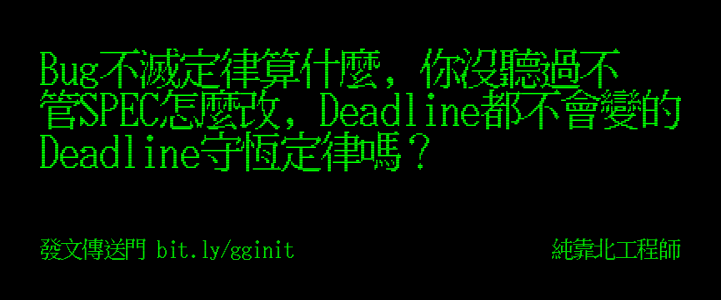 Bug不滅定律算什麼, 你沒聽過不
管SPEC怎麼改, Deadline都不會變的
Deadline守恆定律嗎？
發文傳送門 bit.ly/gginit
純靠北工程師